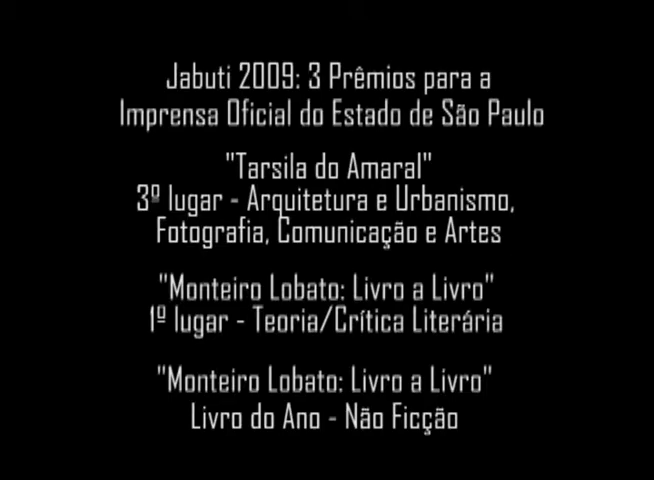 Jabuti 2009: 3 Prêmios para a
Imprensa Oficial do Estado de São Paulo
"Tarsila do Amaral"
3º lugar - Arquitetura e Urbanismo,
Fotografia, Comunicação e Artes
"Monteiro Lobato: Livro a Livro"
1º lugar - Teoria/Crítica Literária
"Monteiro Lobato: Livro a Livro"
Livro do Ano - Não Ficção